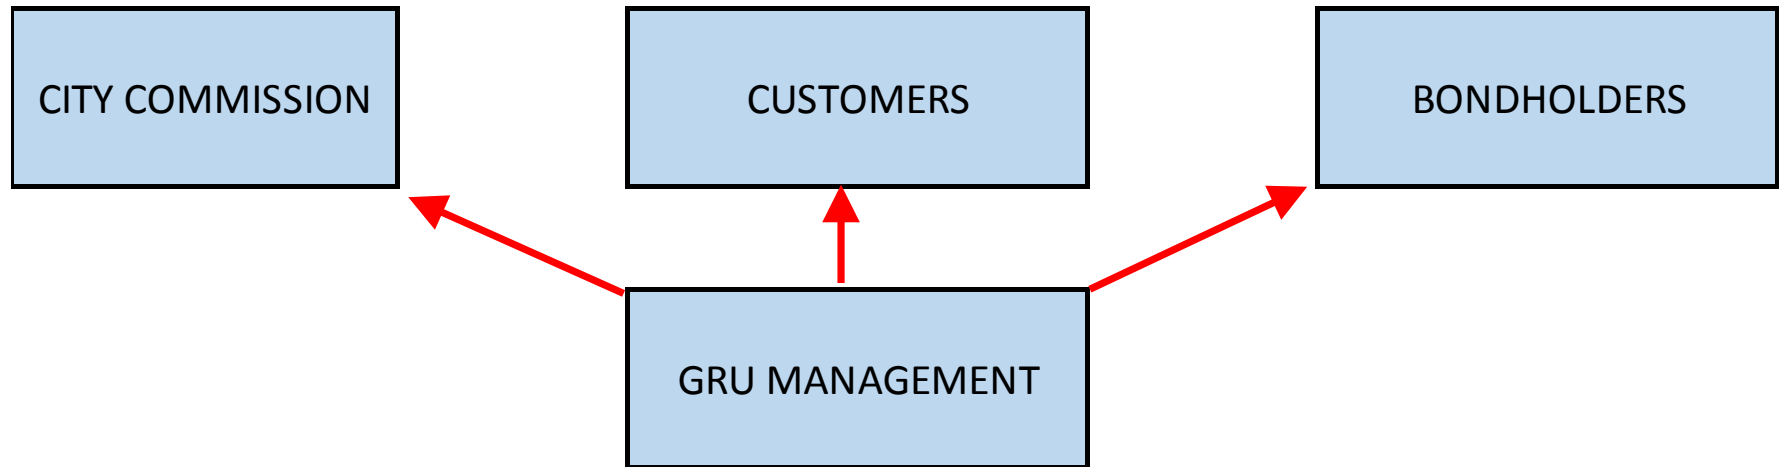 CITY COMMISSION
CUSTOMERS
BONDHOLDERS
GRU MANAGEMENT